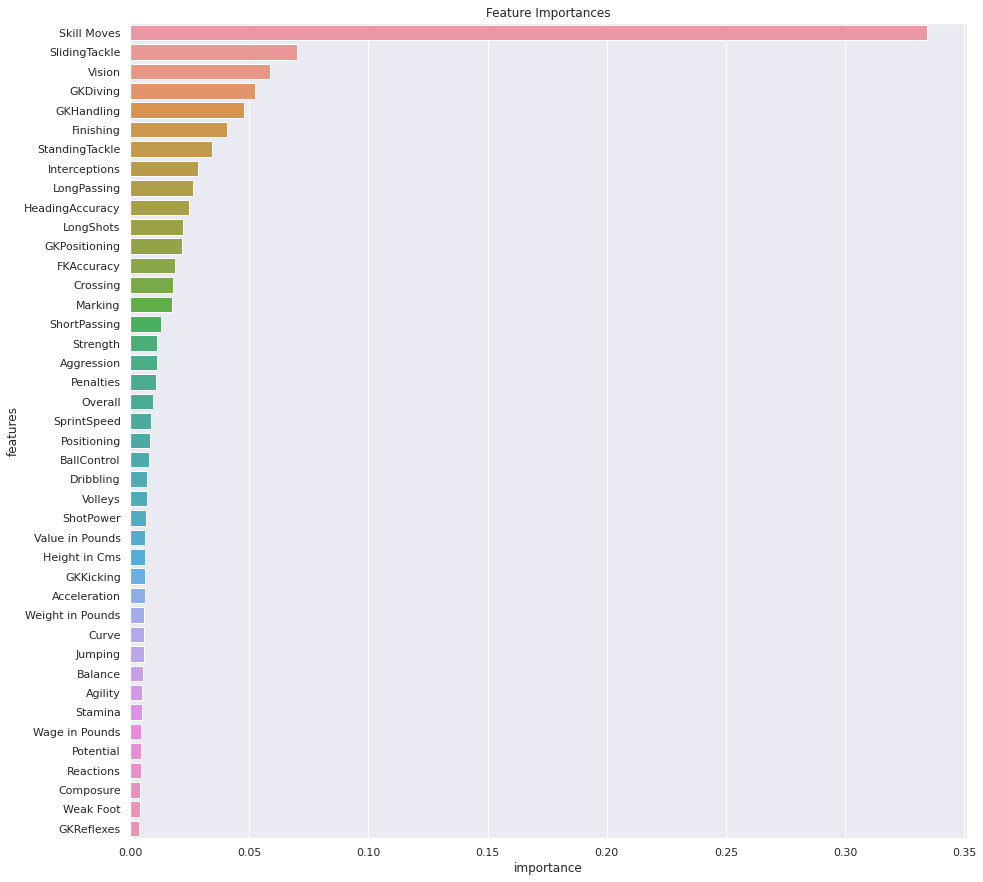 Feature Importances
features
Skill Moves
SlidingTackle
Vision
GKDiving
GKHandling
Finishing
StandingTackle
Interceptions
LongPassing
HeadingAccuracy
LongShots
GKPositioning
FKAccuracy
Crossing
Marking
ShortPassing
Strength
Aggression
Penalties
Overall
SprintSpeed
Positioning
BallControl
Dribbling
Volleys
ShotPower
Value in Pounds
Height in Cms
GKKicking
Acceleration
Weight in Pounds
Curve
Jumping
Balance
Agility
Stamina
Wage in Pounds
Potential
Reactions
Composure
Weak Foot
GKReflexes
0.00 0.05 0.10 0.15 0.20 0.25 0.30 0.35
importance